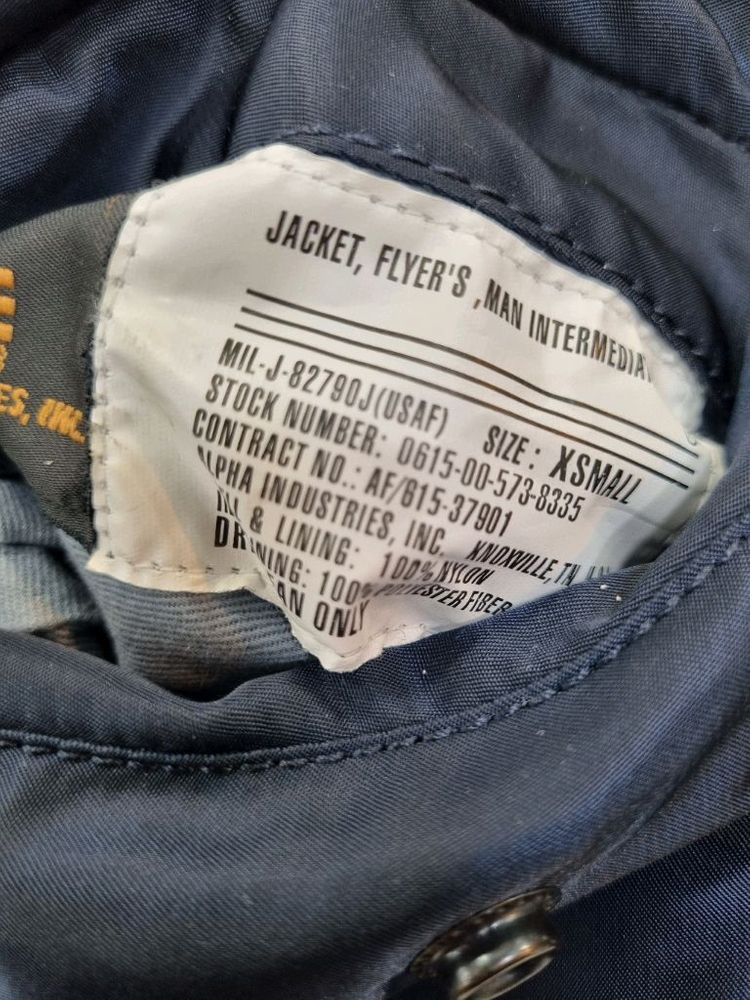 JACKET, FLYER'S ,MAN INTERMEDIA
MIL-J-82790J(USAF) SIZE: XSMALL
STOCK NUMBER: 0615-00-573-8335
CONTRACT NO.: AF/615-37901
ALPHA INDUSTRIES, INC. KNOXVILLE, TN
& LINING: 100% NYLON
100% POLYESTER FIBER
ONLY
ES, INC.